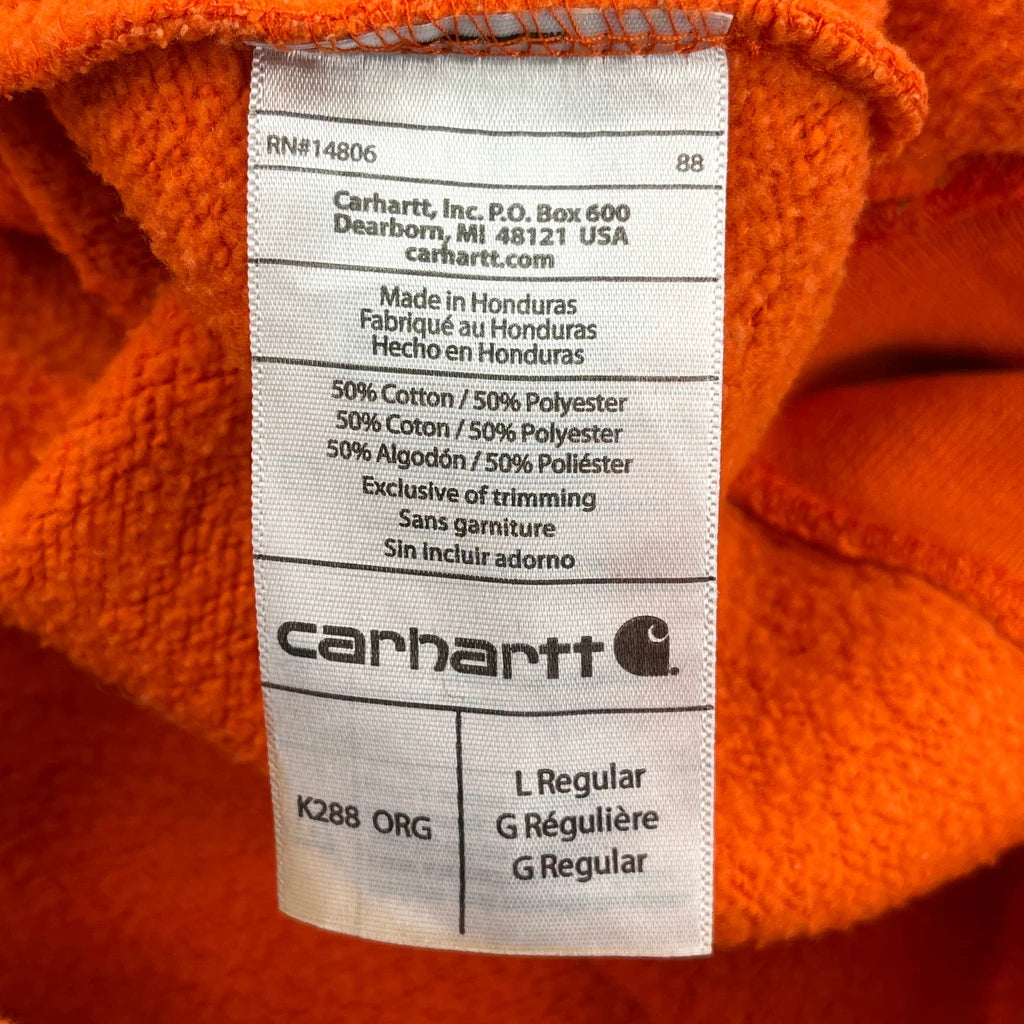 RN#14806 88
Carhartt, Inc. P.O. Box 600
Dearborn, MI 48121 USA
carhartt.com
Made in Honduras
Fabriqué au Honduras
Hecho en Honduras
50% Cotton / 50% Polyester
50% Coton / 50% Polyester
50% Algodón / 50% Poliéster
Exclusive of trimming
Sans garniture
Sin incluir adorno
carhartt
K288 ORG
L Regular
G Régulière
G Regular